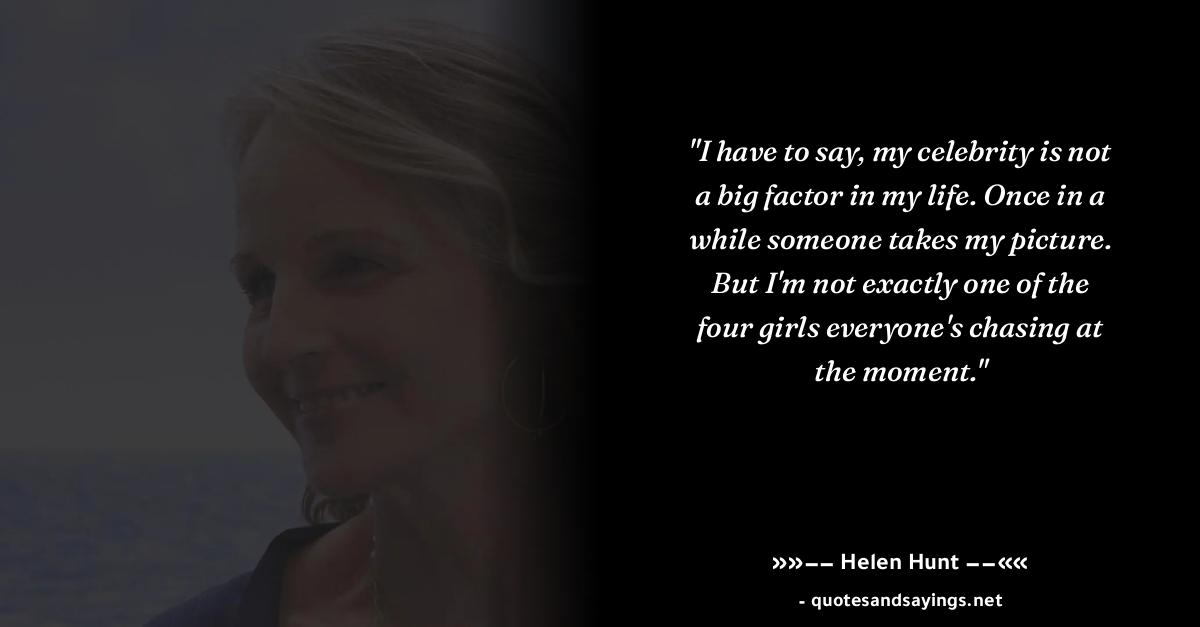 "I have to say, my celebrity is not
a big factor in my life. Once in a
while someone takes my picture.
But I'm not exactly one of the
four girls everyone's chasing at
the moment."
»»–– Helen Hunt ––««
- quotesandsayings.net